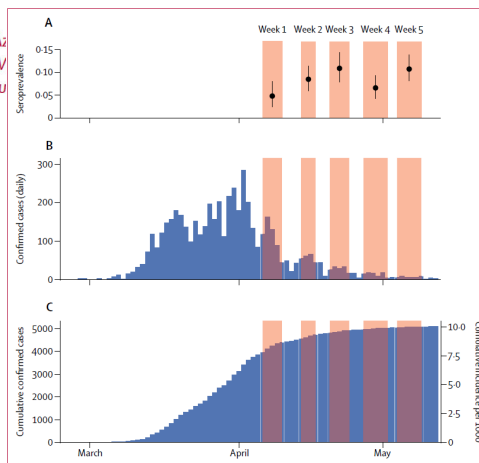 A
Week 1 Week 2 Week 3 Week 4 Week 5
Seroprevalence
0·15
0·10
0·05
0
B
Confirmed cases (daily)
300
200
100
0
C
Cumulative confirmed cases
5000
4000
3000
2000
1000
0
10·0
7·5
5·0
2·5
0
March April May